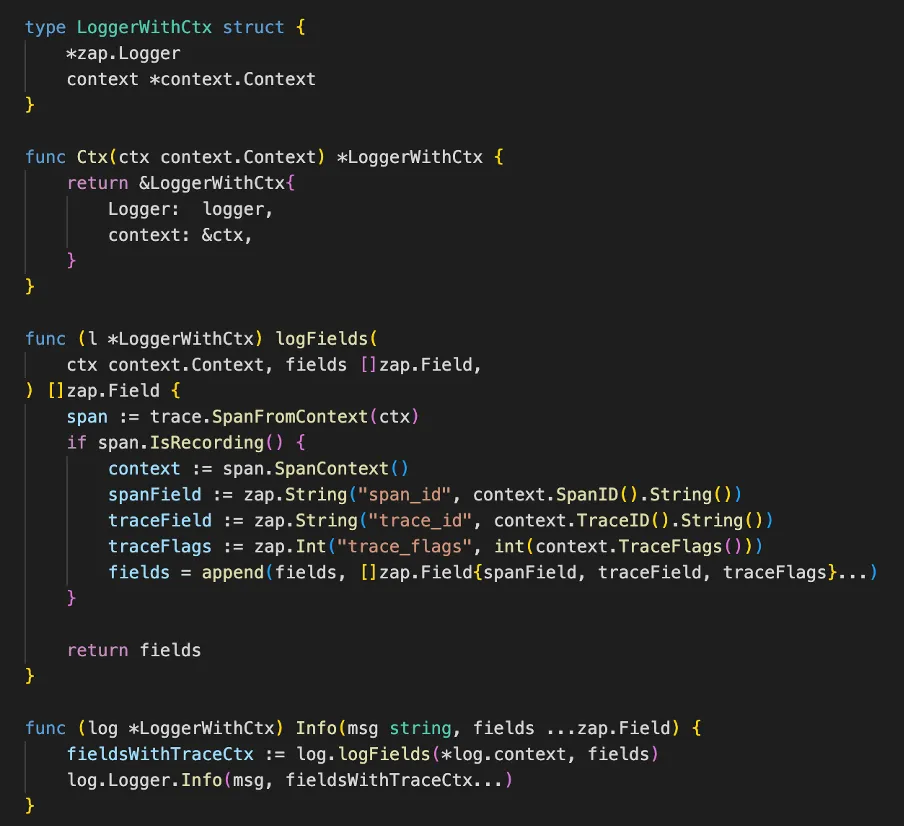 type LoggerWithCtx struct {
    *zap.Logger
    context *context.Context
}

func Ctx(ctx context.Context) *LoggerWithCtx {
    return &LoggerWithCtx{
        Logger:  logger,
        context: &ctx,
    }
}

func (l *LoggerWithCtx) logFields(
    ctx context.Context, fields []zap.Field,
) []zap.Field {
    span := trace.SpanFromContext(ctx)
    if span.IsRecording() {
        context := span.SpanContext()
        spanField := zap.String("span_id", context.SpanID().String())
        traceField := zap.String("trace_id", context.TraceID().String())
        traceFlags := zap.Int("trace_flags", int(context.TraceFlags()))
        fields = append(fields, []zap.Field{spanField, traceField, traceFlags}...)
    }

    return fields
}

func (log *LoggerWithCtx) Info(msg string, fields ...zap.Field) {
    fieldsWithTraceCtx := log.logFields(*log.context, fields)
    log.Logger.Info(msg, fieldsWithTraceCtx...)
}